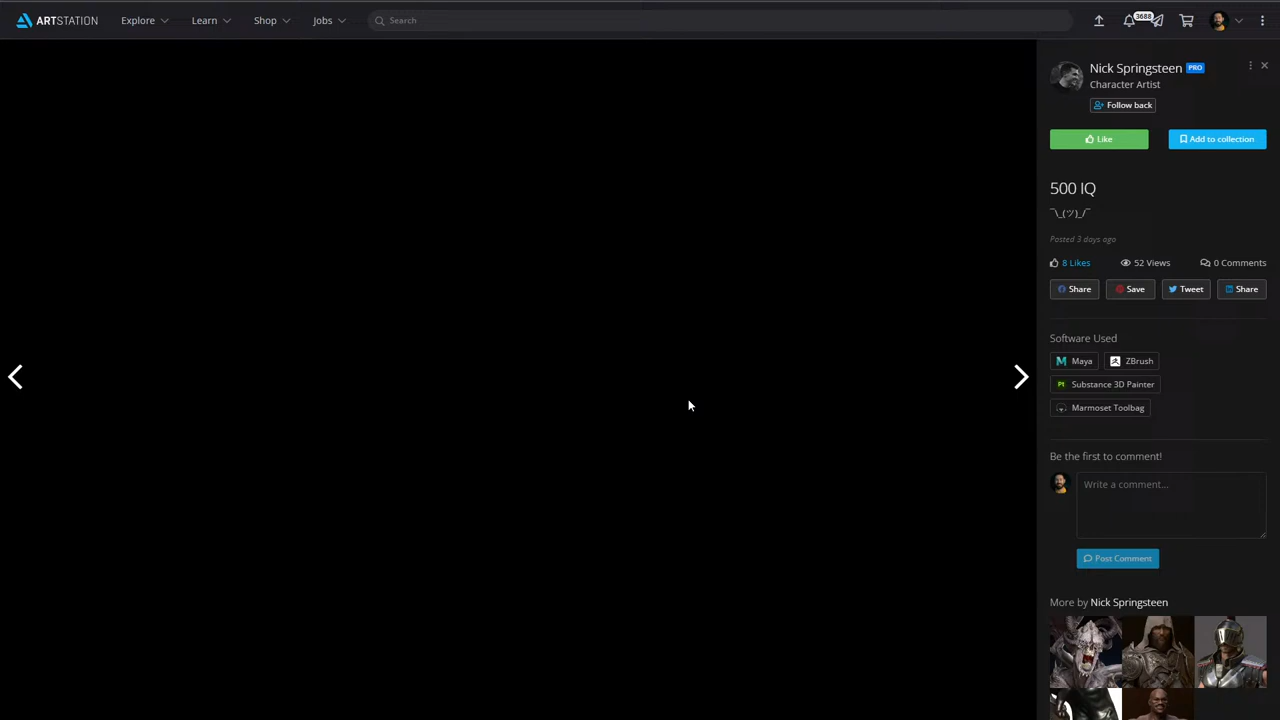 ARTSTATION Explore Learn Shop Jobs Search 3688
Nick Springsteen PRO
Character Artist
Follow back
Like Add to collection
500 IQ
¯\_(ツ)_/¯
Posted 3 days ago
8 Likes 52 Views 0 Comments
Share Save Tweet Share
Software Used
Maya ZBrush
Pt Substance 3D Painter
Marmoset Toolbag
Be the first to comment!
Write a comment...
Post Comment
More by Nick Springsteen